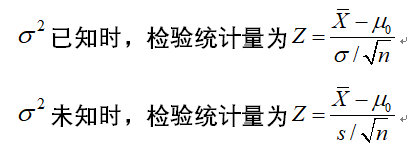 σ² 已知时，检验统计量为 Z = (X̄ − μ₀) / (σ/√n)
σ² 未知时，检验统计量为 Z = (X̄ − μ₀) / (s/√n)